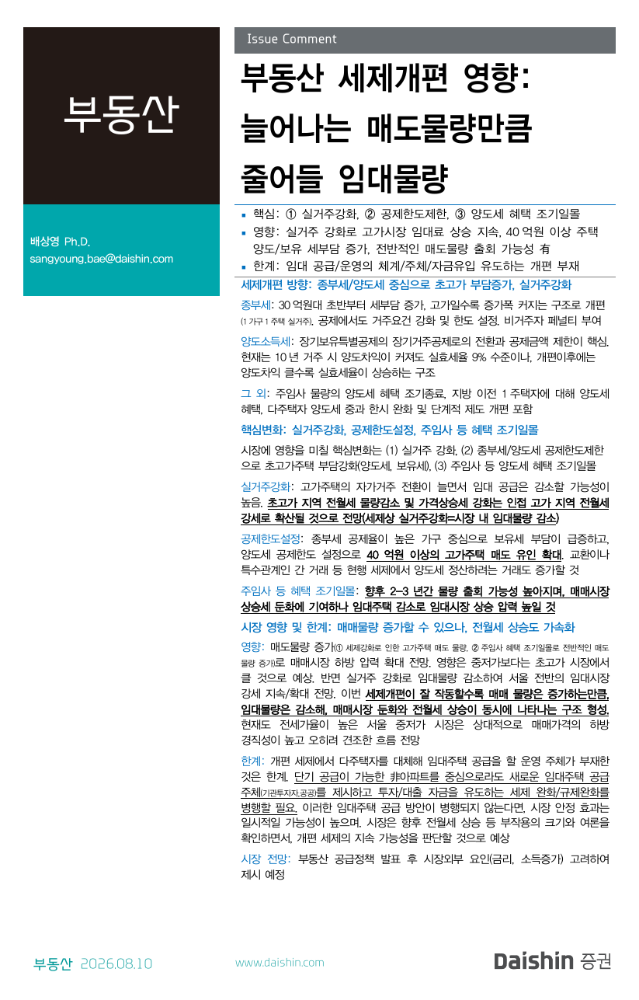 Issue Comment
부동산
부동산 세제개편 영향:
늘어나는 매도물량만큼
줄어들 임대물량
배상영 Ph.D.
sangyoung.bae@daishin.com
▪ 핵심: ① 실거주강화, ② 공제한도제한, ③ 양도세 혜택 조기일몰
▪ 영향: 실거주 강화로 고가시장 임대료 상승 지속, 40억원 이상 주택
양도/보유 세부담 증가, 전반적인 매도물량 출회 가능성 有
▪ 한계: 임대 공급/운영의 체계/주체/자금유입 유도하는 개편 부재
세제개편 방향: 종부세/양도세 중심으로 초고가 부담증가, 실거주강화
종부세: 30억원대 초반부터 세부담 증가, 고가일수록 증가폭 커지는 구조로 개편
(1가구 1주택 실거주). 공제에서도 거주요건 강화 및 한도 설정. 비거주자 페널티 부여
양도소득세: 장기보유특별공제의 장기거주공제로의 전환과 공제금액 제한이 핵심.
현재는 10년 거주 시 양도차익이 커져도 실효세율 9% 수준이나, 개편이후에는
양도차익 클수록 실효세율이 상승하는 구조
그 외: 주임사 물량의 양도세 혜택 조기종료, 지방 이전 1주택자에 대해 양도세
혜택, 다주택자 양도세 중과 한시 완화 및 단계적 제도 개편 포함
핵심변화: 실거주강화, 공제한도설정, 주임사 등 혜택 조기일몰
시장에 영향을 미칠 핵심변화는 (1) 실거주 강화, (2) 종부세/양도세 공제한도제한
으로 초고가주택 부담강화(양도세, 보유세), (3) 주임사 등 양도세 혜택 조기일몰
실거주강화: 고가주택의 자가거주 전환이 늘면서 임대 공급은 감소할 가능성이
높음. 초고가 지역 전월세 물량감소 및 가격상승세 강화는 인접 고가 지역 전월세
강세로 확산될 것으로 전망(세제상 실거주강화=시장 내 임대물량 감소)
공제한도설정: 종부세 공제율이 높은 가구 중심으로 보유세 부담이 급증하고,
양도세 공제한도 설정으로 40억원 이상의 고가주택 매도 유인 확대. 교환이나
특수관계인 간 거래 등 현행 세제에서 양도세 정산하려는 거래도 증가할 것
주임사 등 혜택 조기일몰: 향후 2-3년간 물량 출회 가능성 높아지며, 매매시장
상승세 둔화에 기여하나 임대주택 감소로 임대시장 상승 압력 높일 것
시장 영향 및 한계: 매매물량 증가할 수 있으나, 전월세 상승도 가속화
영향: 매도물량 증가(① 세제강화로 인한 고가주택 매도 물량. ② 주임사 혜택 조기일몰로 전반적인 매도
물량 증가)로 매매시장 하방 압력 확대 전망. 영향은 중저가보다는 초고가 시장에서
클 것으로 예상. 반면 실거주 강화로 임대물량 감소하여 서울 전반의 임대시장
강세 지속/확대 전망. 이번 세제개편이 잘 작동할수록 매매 물량은 증가하는만큼,
임대물량은 감소해, 매매시장 둔화와 전월세 상승이 동시에 나타나는 구조 형성.
현재도 전세가율이 높은 서울 중저가 시장은 상대적으로 매매가격의 하방
경직성이 높고 오히려 견조한 흐름 전망
한계: 개편 세제에서 다주택자를 대체해 임대주택 공급을 할 운영 주체가 부재한
것은 한계. 단기 공급이 가능한 非아파트를 중심으로라도 새로운 임대주택 공급
주체(기관투자자,공공)를 제시하고 투자/대출 자금을 유도하는 세제 완화/규제완화를
병행할 필요. 이러한 임대주택 공급 방안이 병행되지 않는다면, 시장 안정 효과는
일시적일 가능성이 높으며, 시장은 향후 전월세 상승 등 부작용의 크기와 여론을
확인하면서, 개편 세제의 지속 가능성을 판단할 것으로 예상
시장 전망: 부동산 공급정책 발표 후 시장외부 요인(금리, 소득증가) 고려하여
제시 예정
부동산 2026.08.10
www.daishin.com
Daishin 증권